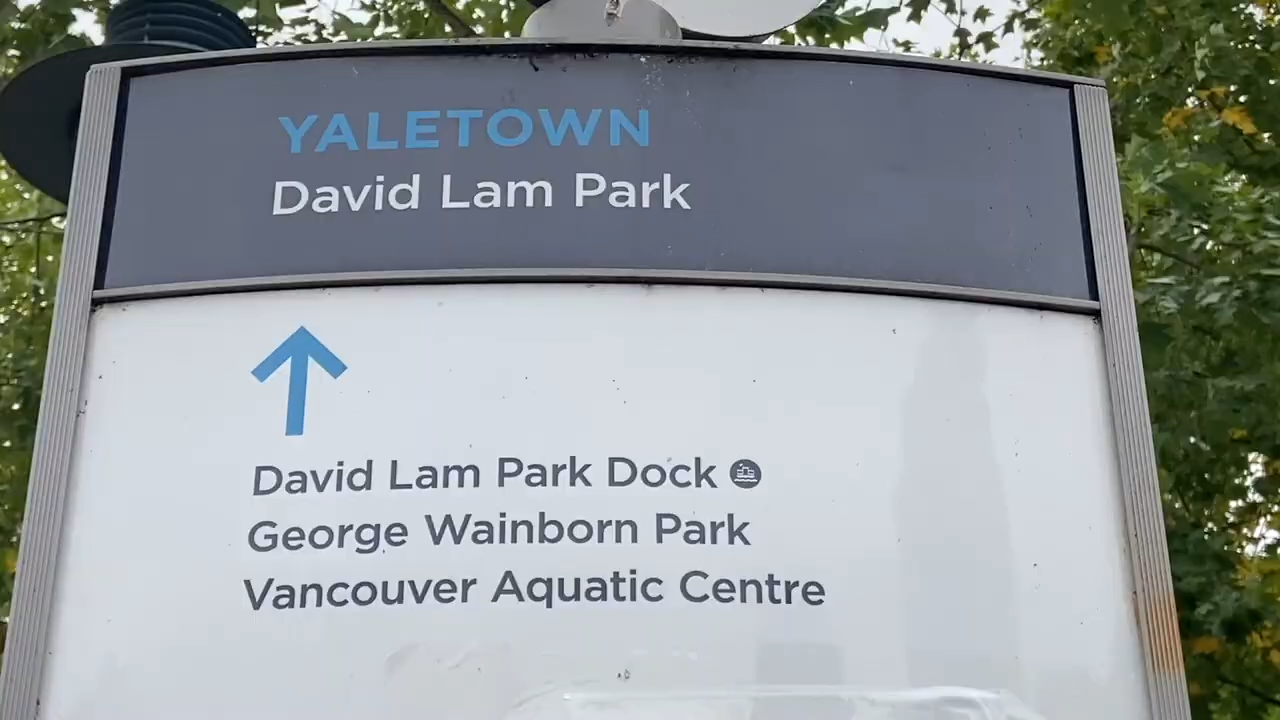 YALETOWN
David Lam Park
David Lam Park Dock
George Wainborn Park
Vancouver Aquatic Centre